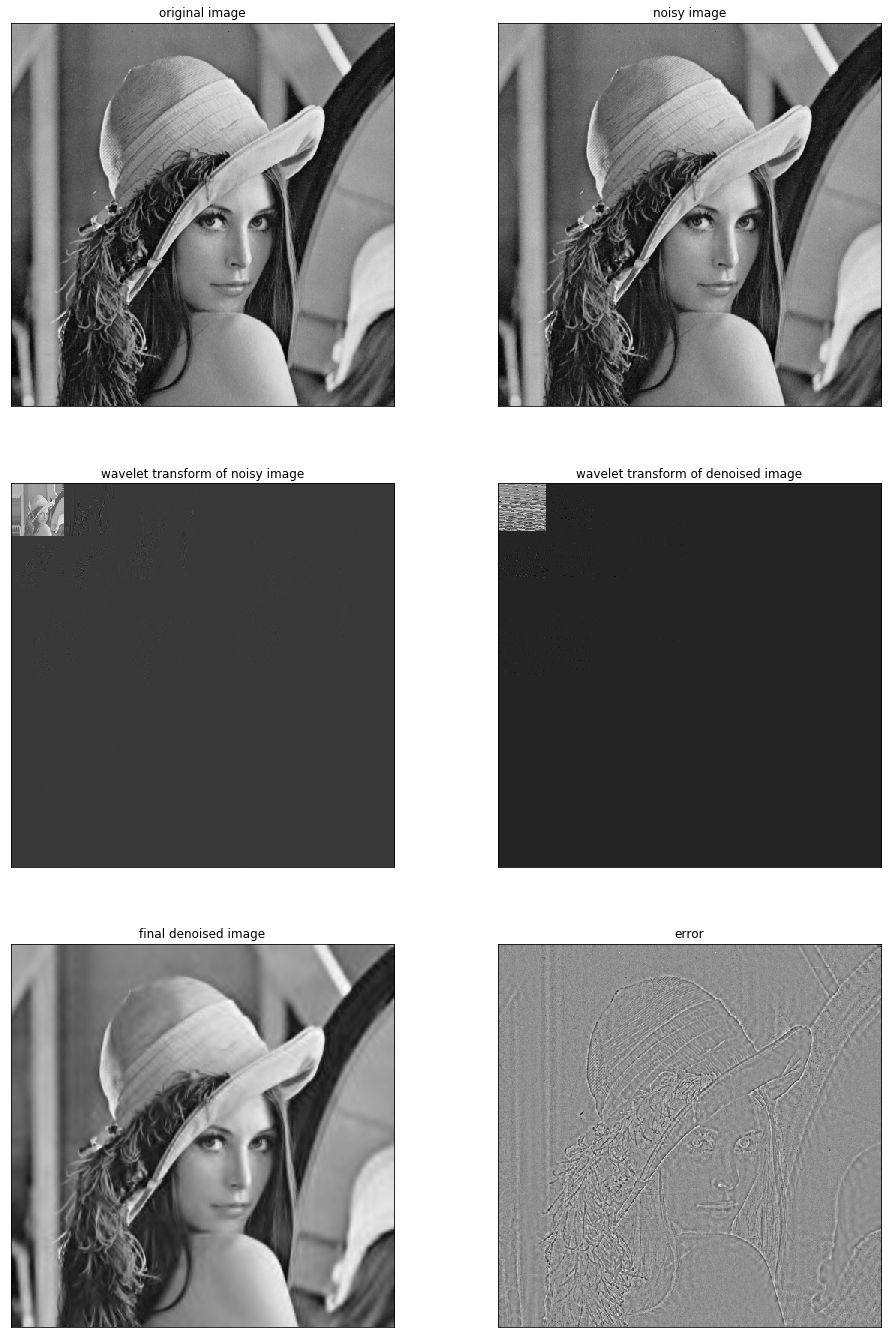 original image
noisy image
wavelet transform of noisy image
wavelet transform of denoised image
final denoised image
error